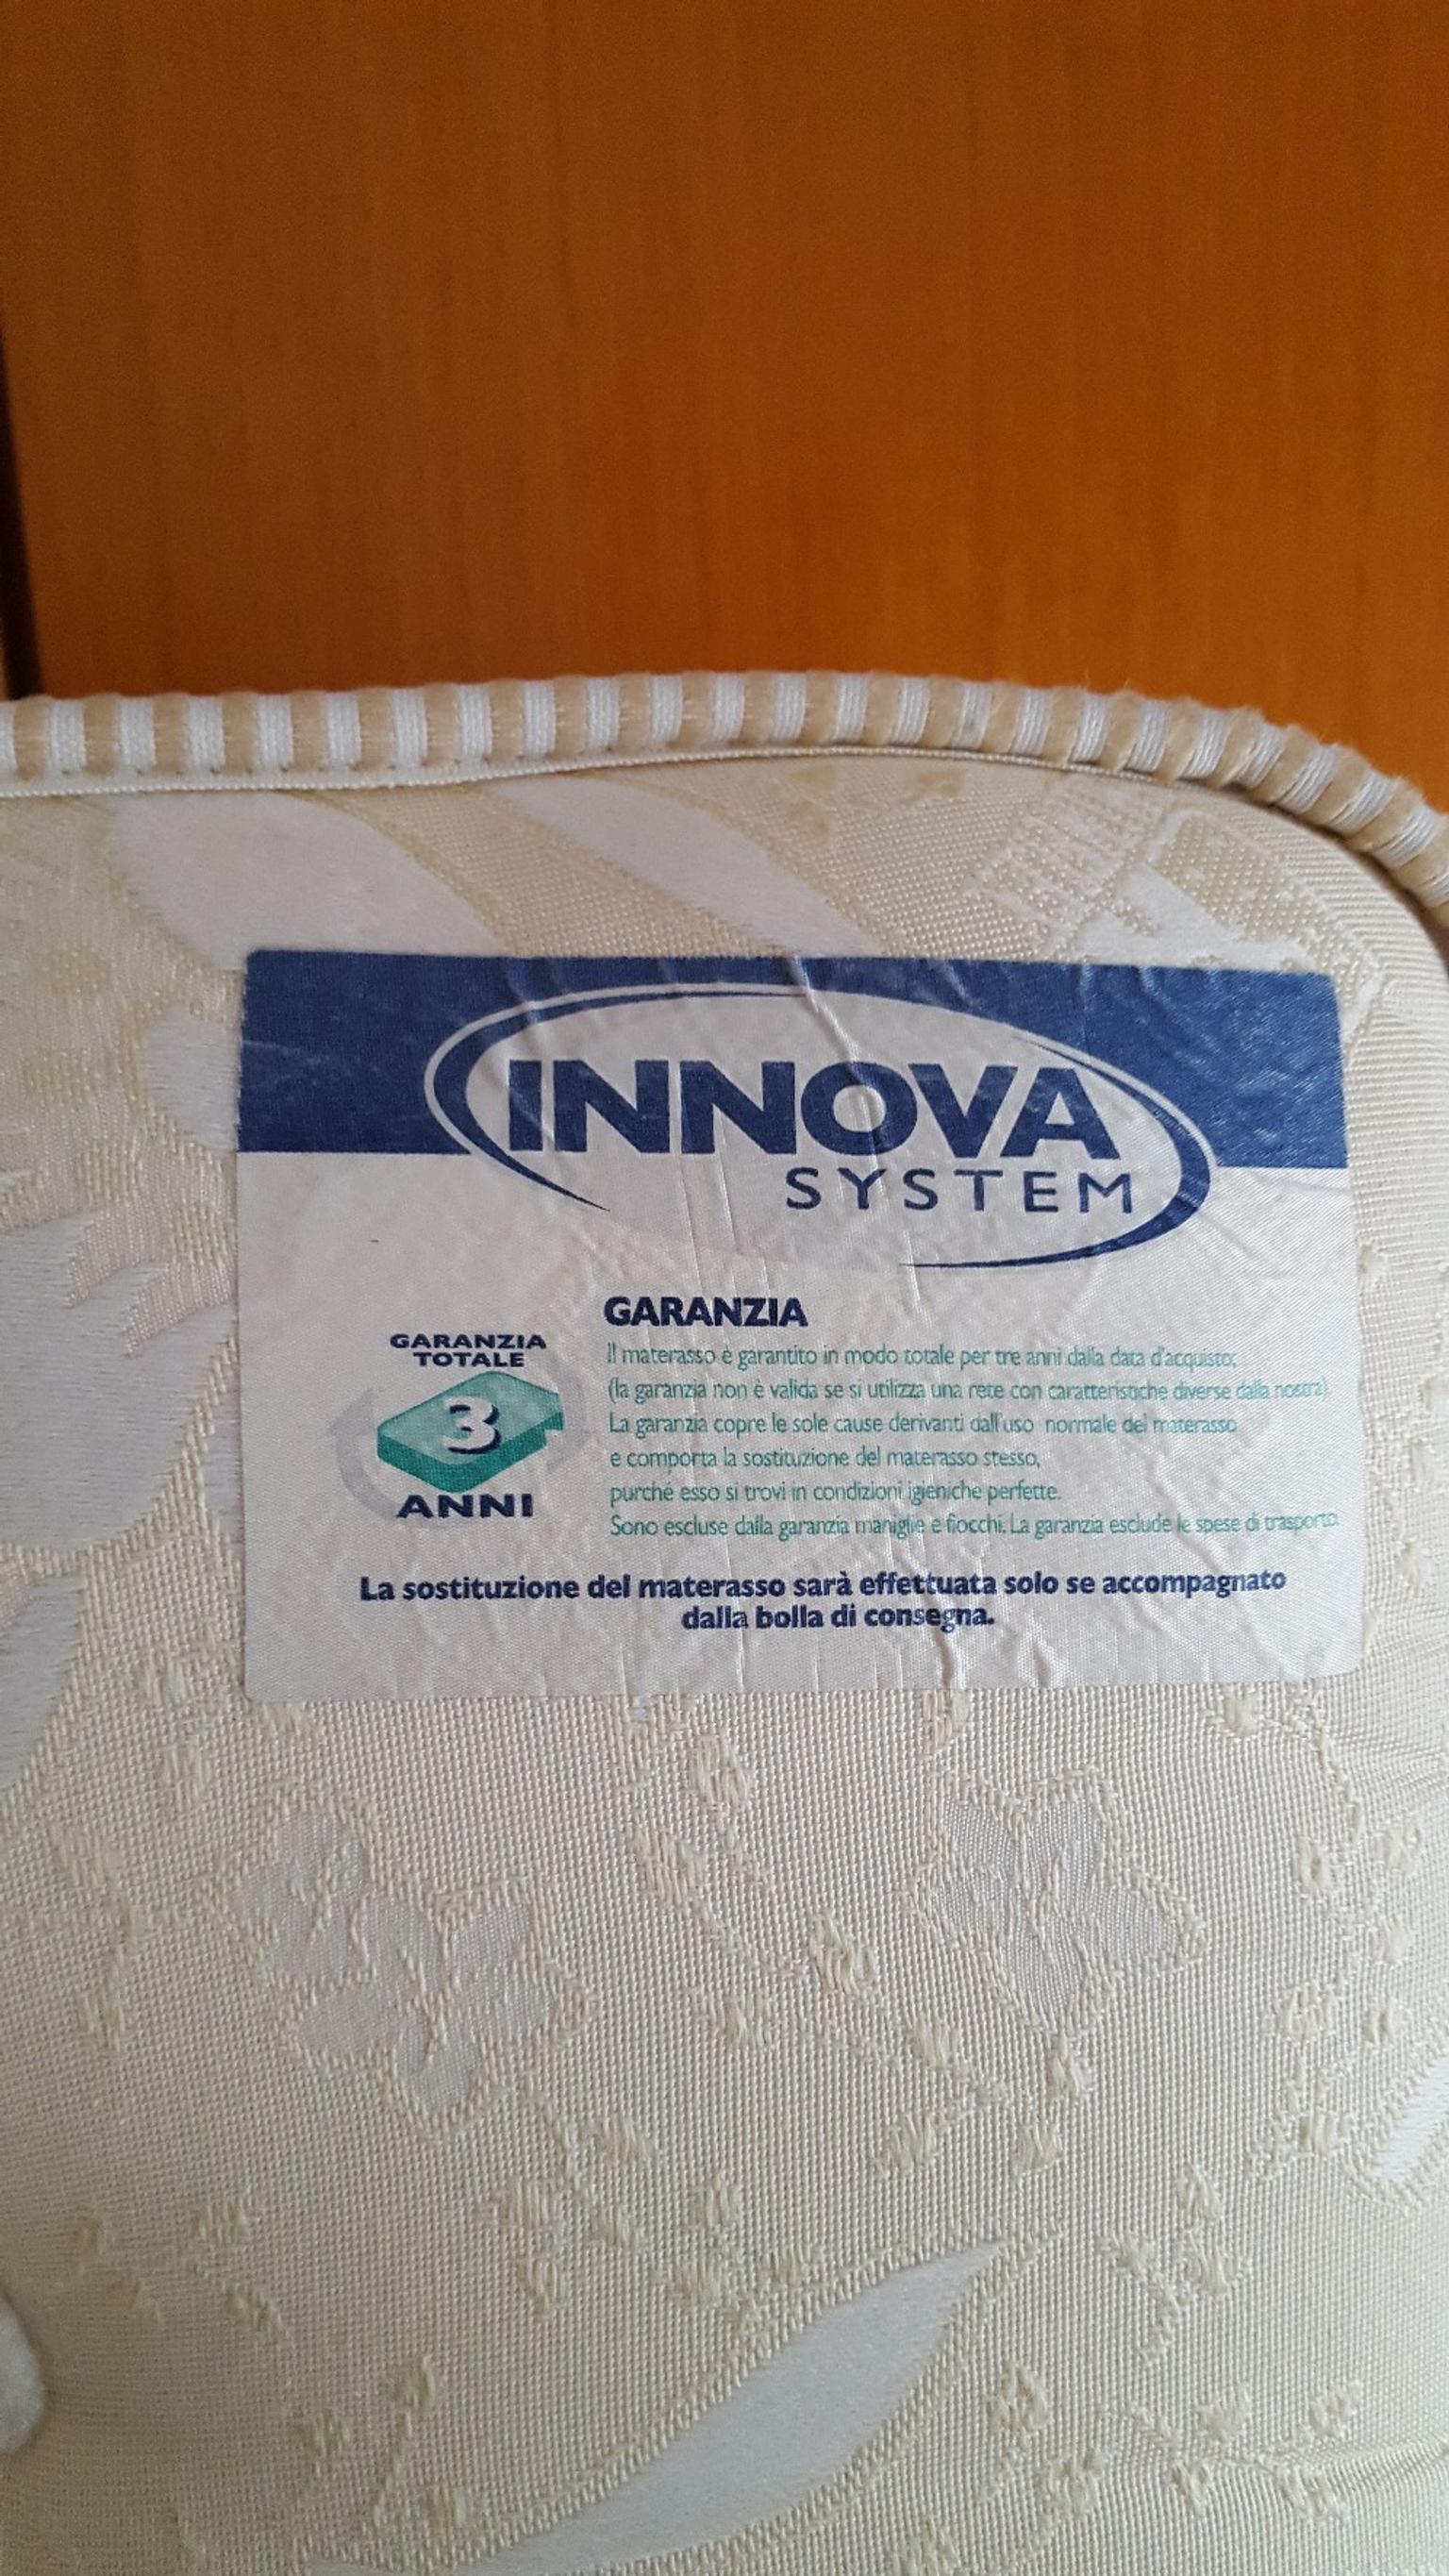 INNOVA
SYSTEM
GARANZIA
TOTALE
3
ANNI
GARANZIA
Il materasso è garantito in modo totale per tre anni dalla data d'acquisto;
(la garanzia non è valida se si utilizza una rete con caratteristiche diverse dalla nostra).
La garanzia copre le sole cause derivanti dall'uso normale del materasso
e comporta la sostituzione del materasso stesso,
purché esso si trovi in condizioni igieniche perfette.
Sono escluse dalla garanzia maniglie e fiocchi. La garanzia esclude le spese di trasporto.
La sostituzione del materasso sarà effettuata solo se accompagnato
dalla bolla di consegna.